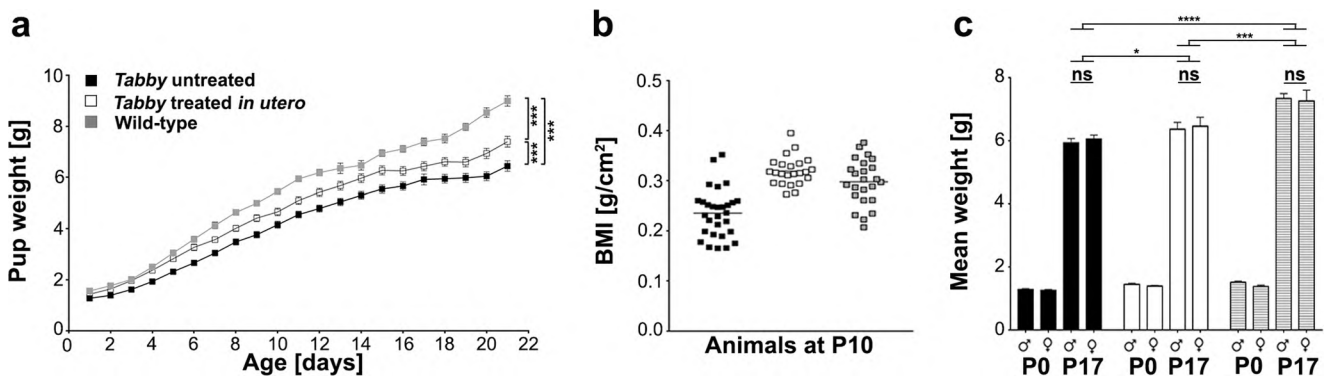 a
Pup weight [g]
10
8
6
4
2
0
0 2 4 6 8 10 12 14 16 18 20 22
Age [days]
Tabby untreated
Tabby treated in utero
Wild-type
***
***
***
b
BMI [g/cm²]
0.5
0.4
0.3
0.2
0.1
0.0
Animals at P10
c
Mean weight [g]
8
6
4
2
0
****
***
*
ns ns ns
♂ ♀ ♂ ♀ ♂ ♀ ♂ ♀ ♂ ♀ ♂ ♀
P0 P17 P0 P17 P0 P17